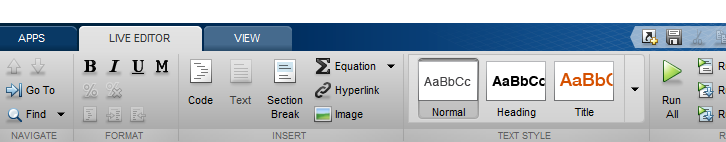 APPS LIVE EDITOR VIEW
B I U M Equation AaBbCc AaBbCc AaBbC
Go To Hyperlink
Find Code Text Section Break Image Normal Heading Title Run All
NAVIGATE FORMAT INSERT TEXT STYLE